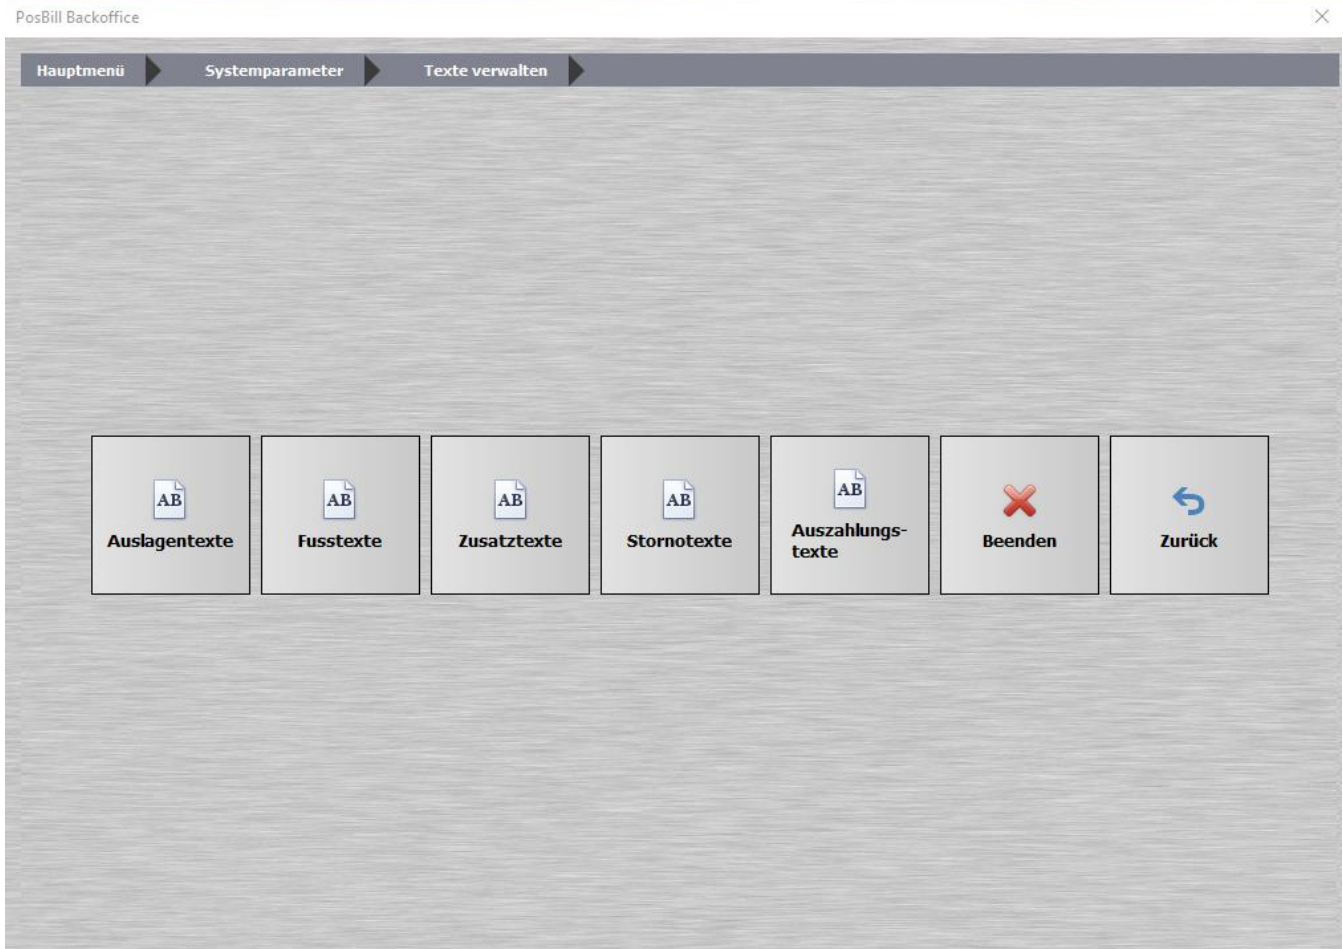 PosBill Backoffice
Hauptmenü Systemparameter Texte verwalten
AB AB AB AB AB
Auslagentexte Fusstexte Zusatztexte Stornotexte Auszahlungs-
texte Beenden Zurück